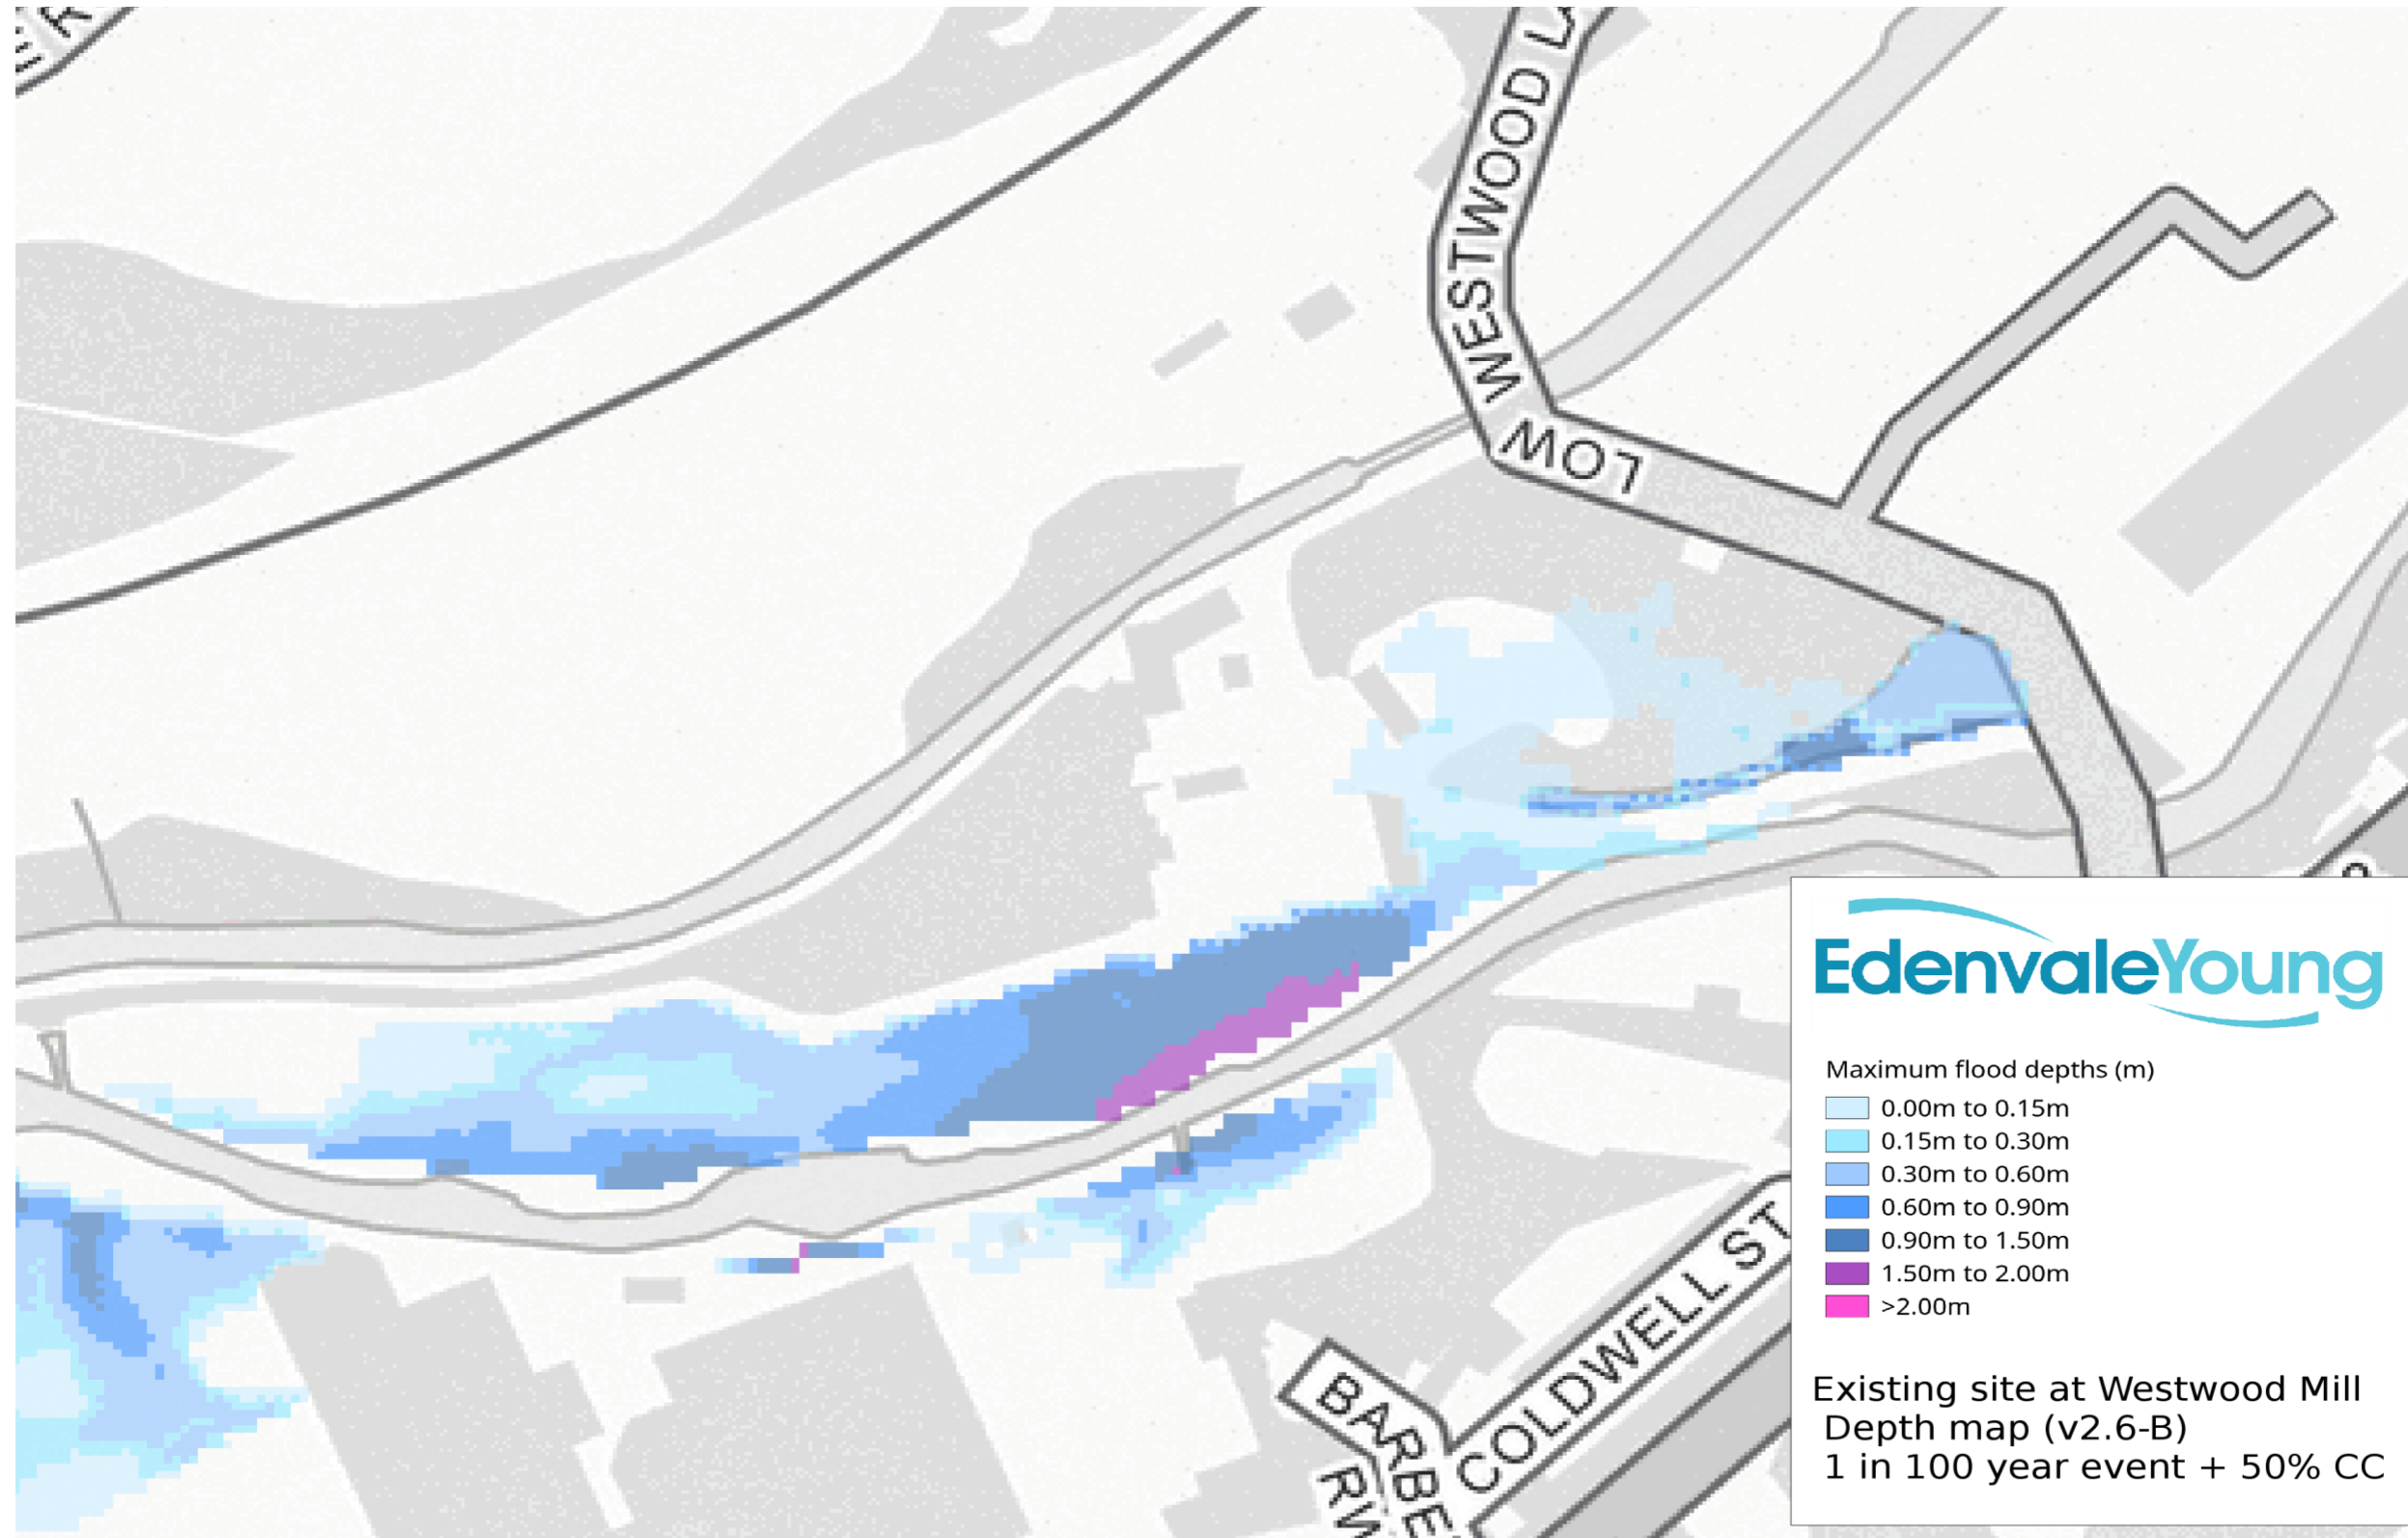 WESTWOOD LA
LOW
EdenvaleYoung
Maximum flood depths (m)
0.00m to 0.15m
0.15m to 0.30m
0.30m to 0.60m
0.60m to 0.90m
0.90m to 1.50m
1.50m to 2.00m
>2.00m
COLDWELL ST
BARBE
RW
Existing site at Westwood Mill
Depth map (v2.6-B)
1 in 100 year event + 50% CC